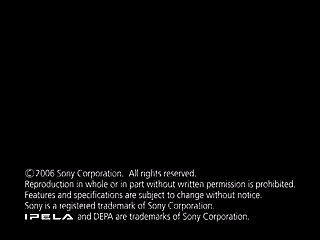 ©2006 Sony Corporation. All rights reserved.
Reproduction in whole or in part without written permission is prohibited.
Features and specifications are subject to change without notice.
Sony is a registered trademark of Sony Corporation.
IPELA and DEPA are trademarks of Sony Corporation.